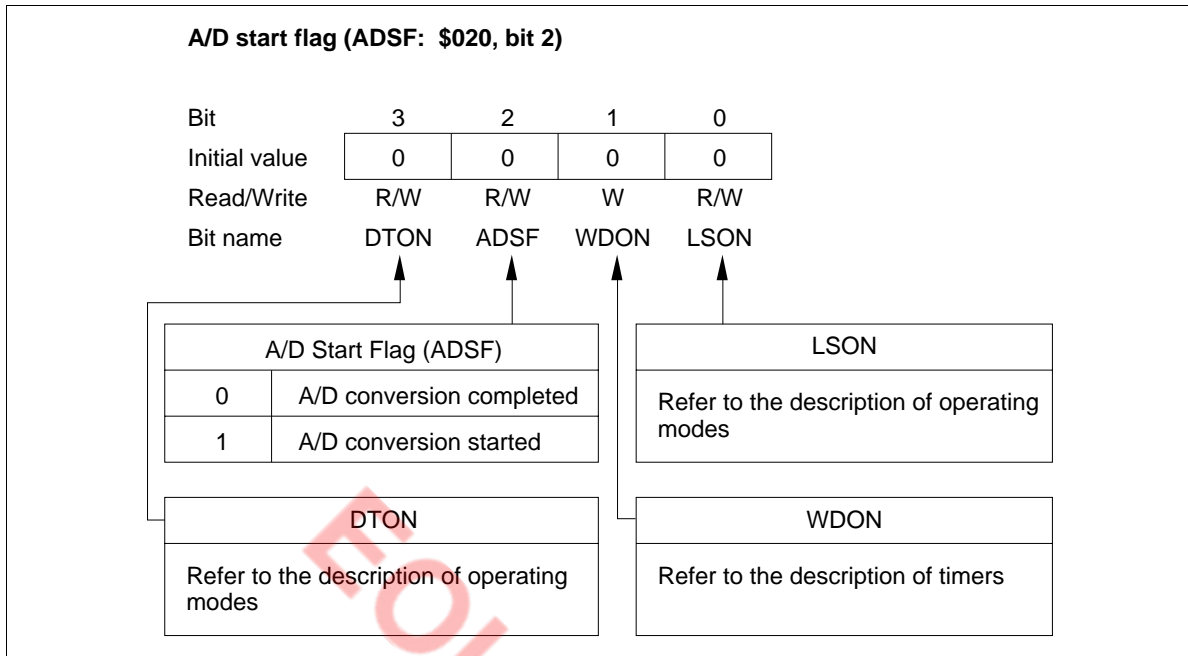 A/D start flag (ADSF: $020, bit 2)
Bit 3 2 1 0
Initial value 0 0 0 0
Read/Write R/W R/W W R/W
Bit name DTON ADSF WDON LSON
A/D Start Flag (ADSF)
0 A/D conversion completed
1 A/D conversion started
LSON
Refer to the description of operating
modes
DTON
Refer to the description of operating
modes
WDON
Refer to the description of timers